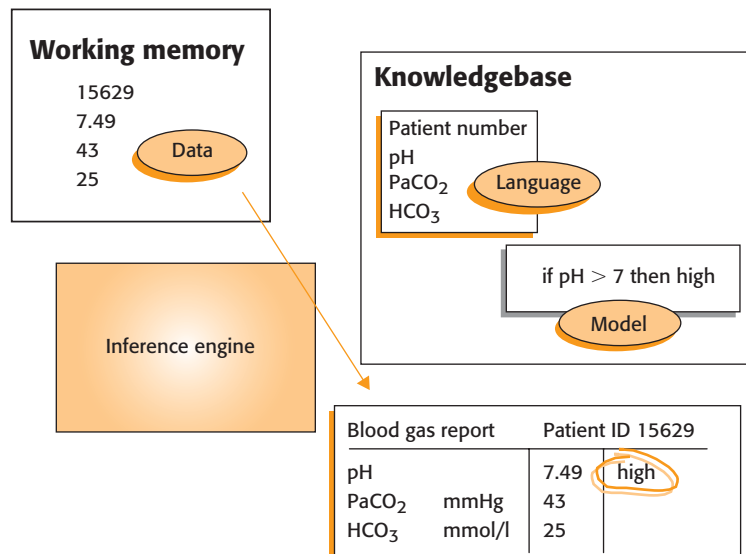 Working memory
15629
7.49
43
25
Data
Knowledgebase
Patient number
pH
PaCO₂
HCO₃
Language
if pH > 7 then high
Model
Inference engine
Blood gas report Patient ID 15629
pH 7.49 high
PaCO₂ mmHg 43
HCO₃ mmol/l 25